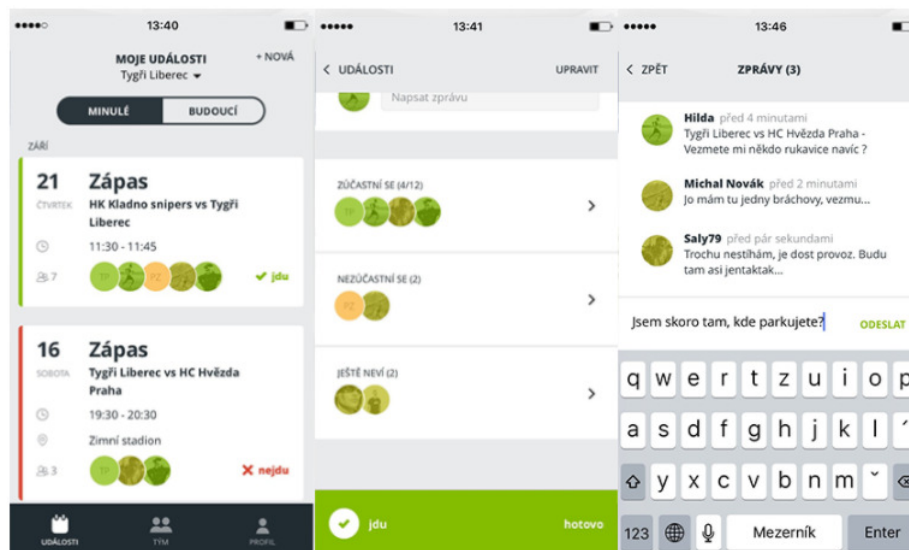 13:40
MOJE UDÁLOSTI
+ NOVÁ
Tygři Liberec
MINULÉ
BUDOUCÍ
ZÁŘÍ
21
Zápas
ČTVRTEK
HK Kladno snipers vs Tygři
Liberec
11:30 - 11:45
7
TP
PZ
jdu
16
Zápas
SOBOTA
Tygři Liberec vs HC Hvězda
Praha
19:30 - 20:30
Zimní stadion
3
TP
nejdu
UDÁLOSTI
TÝM
PROFIL
13:41
UDÁLOSTI
UPRAVIT
Napsat zprávu
ZÚČASTNÍ SE (4/12)
TP
NEZÚČASTNÍ SE (2)
PZ
JEŠTĚ NEVÍ (2)
jdu
hotovo
13:46
ZPĚT
ZPRÁVY (3)
Hilda před 4 minutami
Tygři Liberec vs HC Hvězda Praha -
Vezmete mi někdo rukavice navíc ?
Michal Novák před 2 minutami
Jo mám tu jedny bráchovy, vezmu...
Saly79 před pár sekundami
Trochu nestíhám, je dost provoz. Budu
tam asi jentaktak...
Jsem skoro tam, kde parkujete?
ODESLAT
q w e r t z u i o p
a s d f g h j k l ´
y x c v b n m ˇ
123
Mezerník
Enter